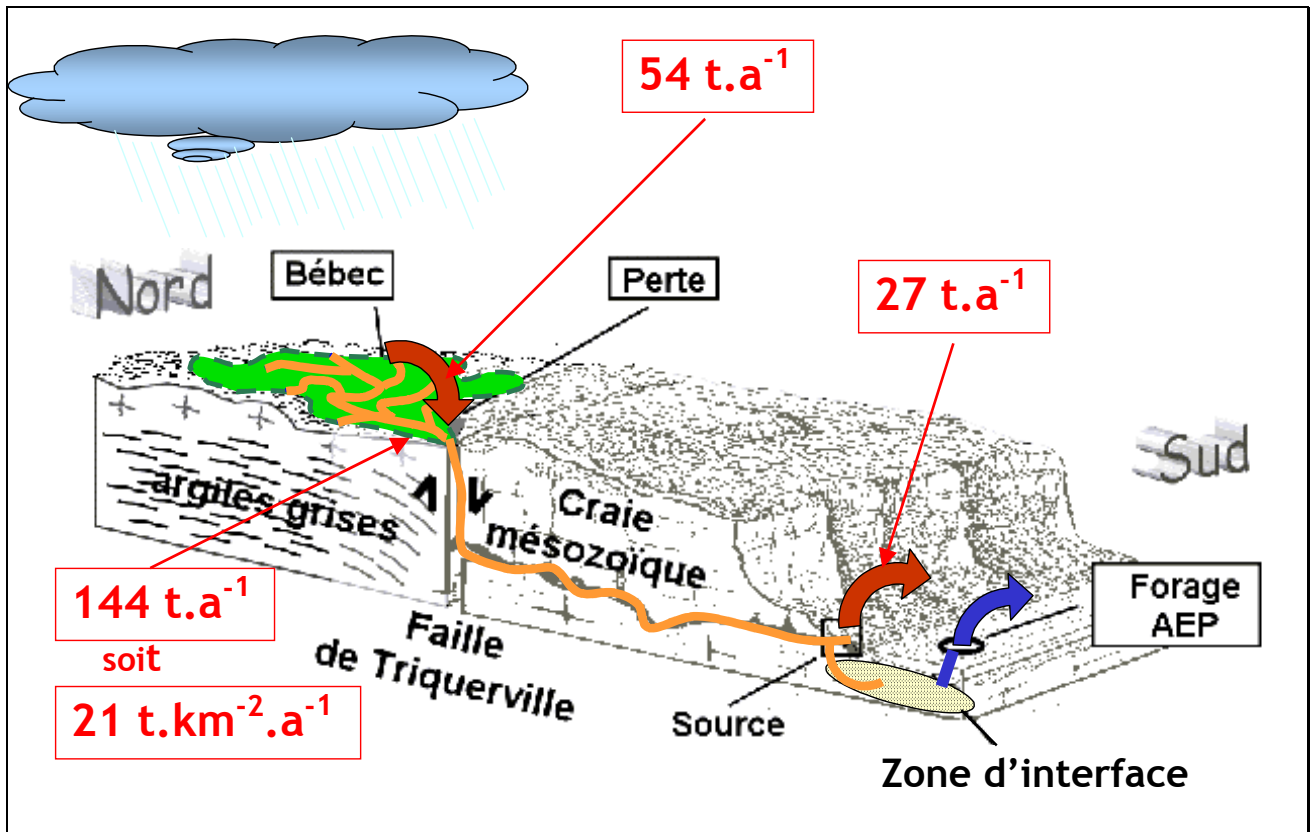 54 t.a⁻¹
Nord
Bébec
Perte
27 t.a⁻¹
Sud
argiles grises
Craie
mésozoïque
144 t.a⁻¹
soit
21 t.km⁻².a⁻¹
Faille
de Triquerville
Forage
AEP
Source
Zone d’interface